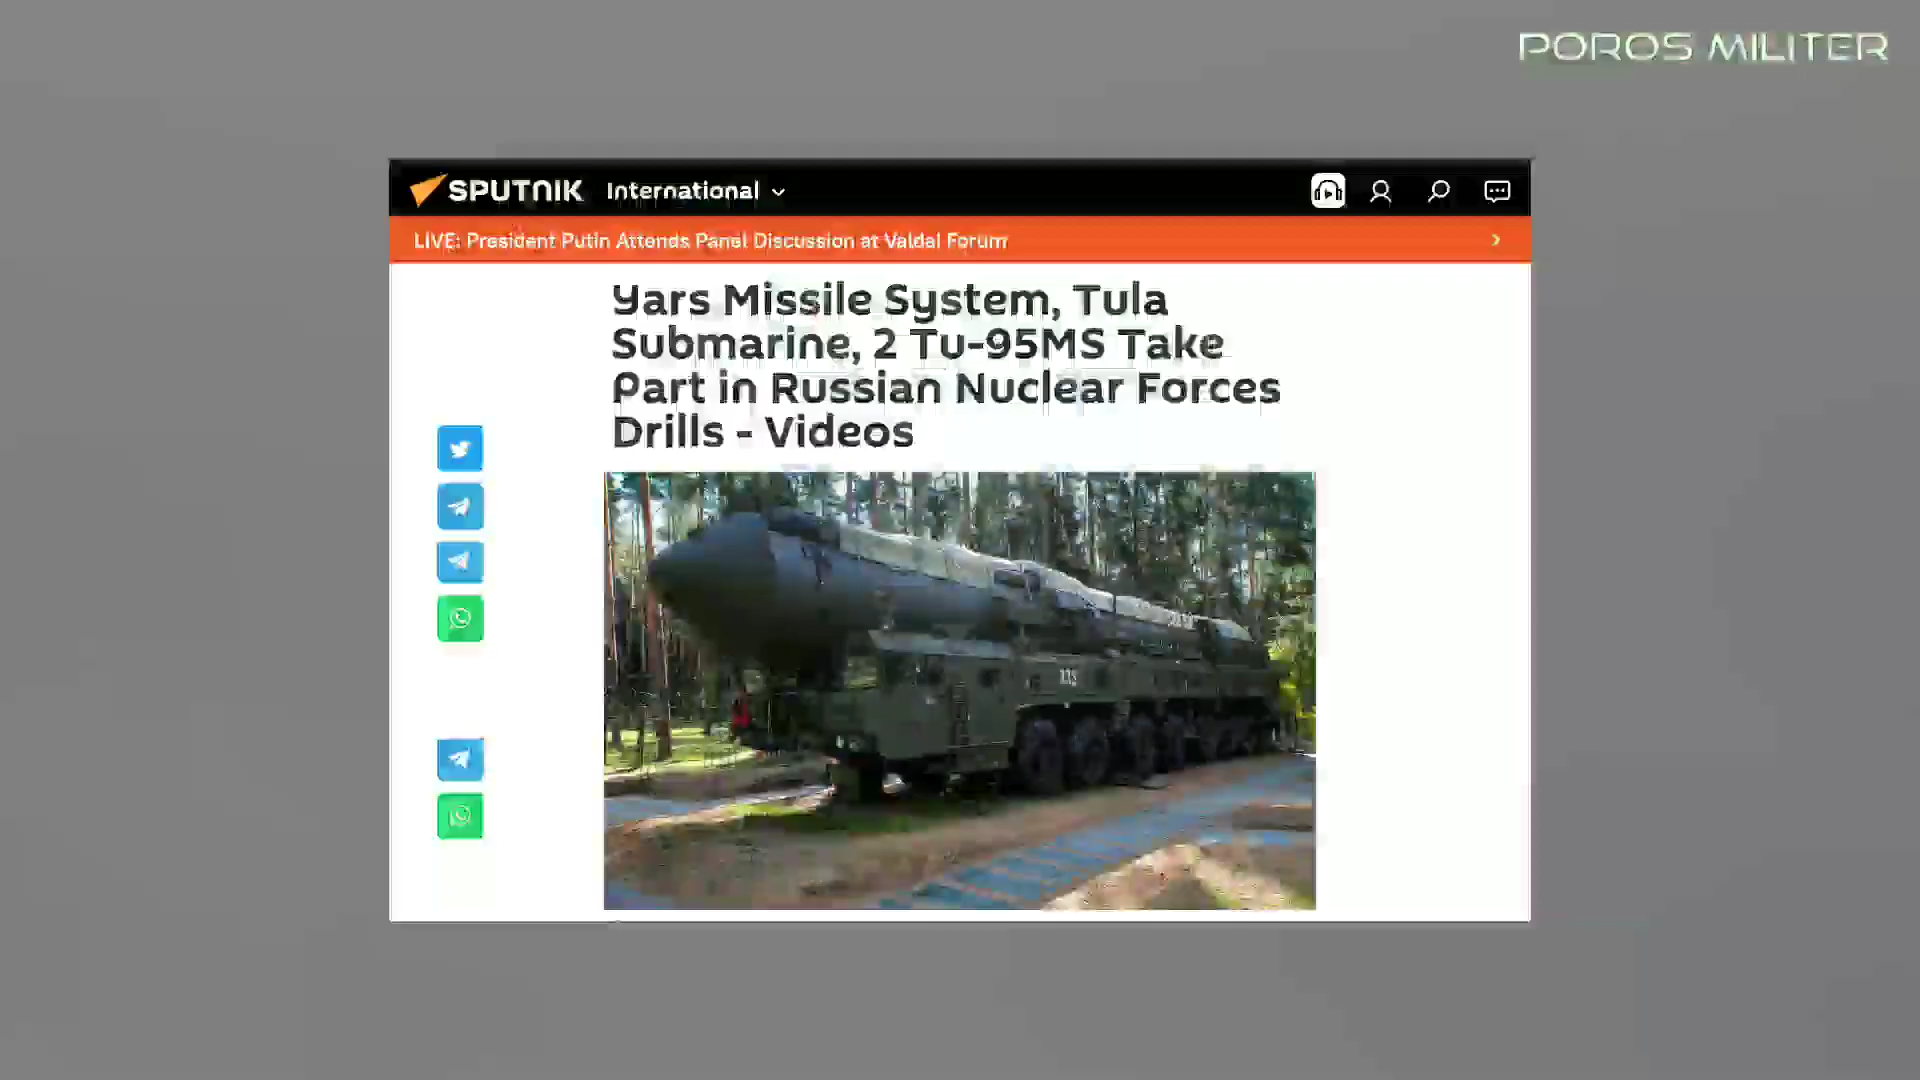 POROS MILITER
SPUTNIK International
LIVE: President Putin Attends Panel Discussion at Valdai Forum
Yars Missile System, Tula
Submarine, 2 Tu-95MS Take
Part in Russian Nuclear Forces
Drills - Videos